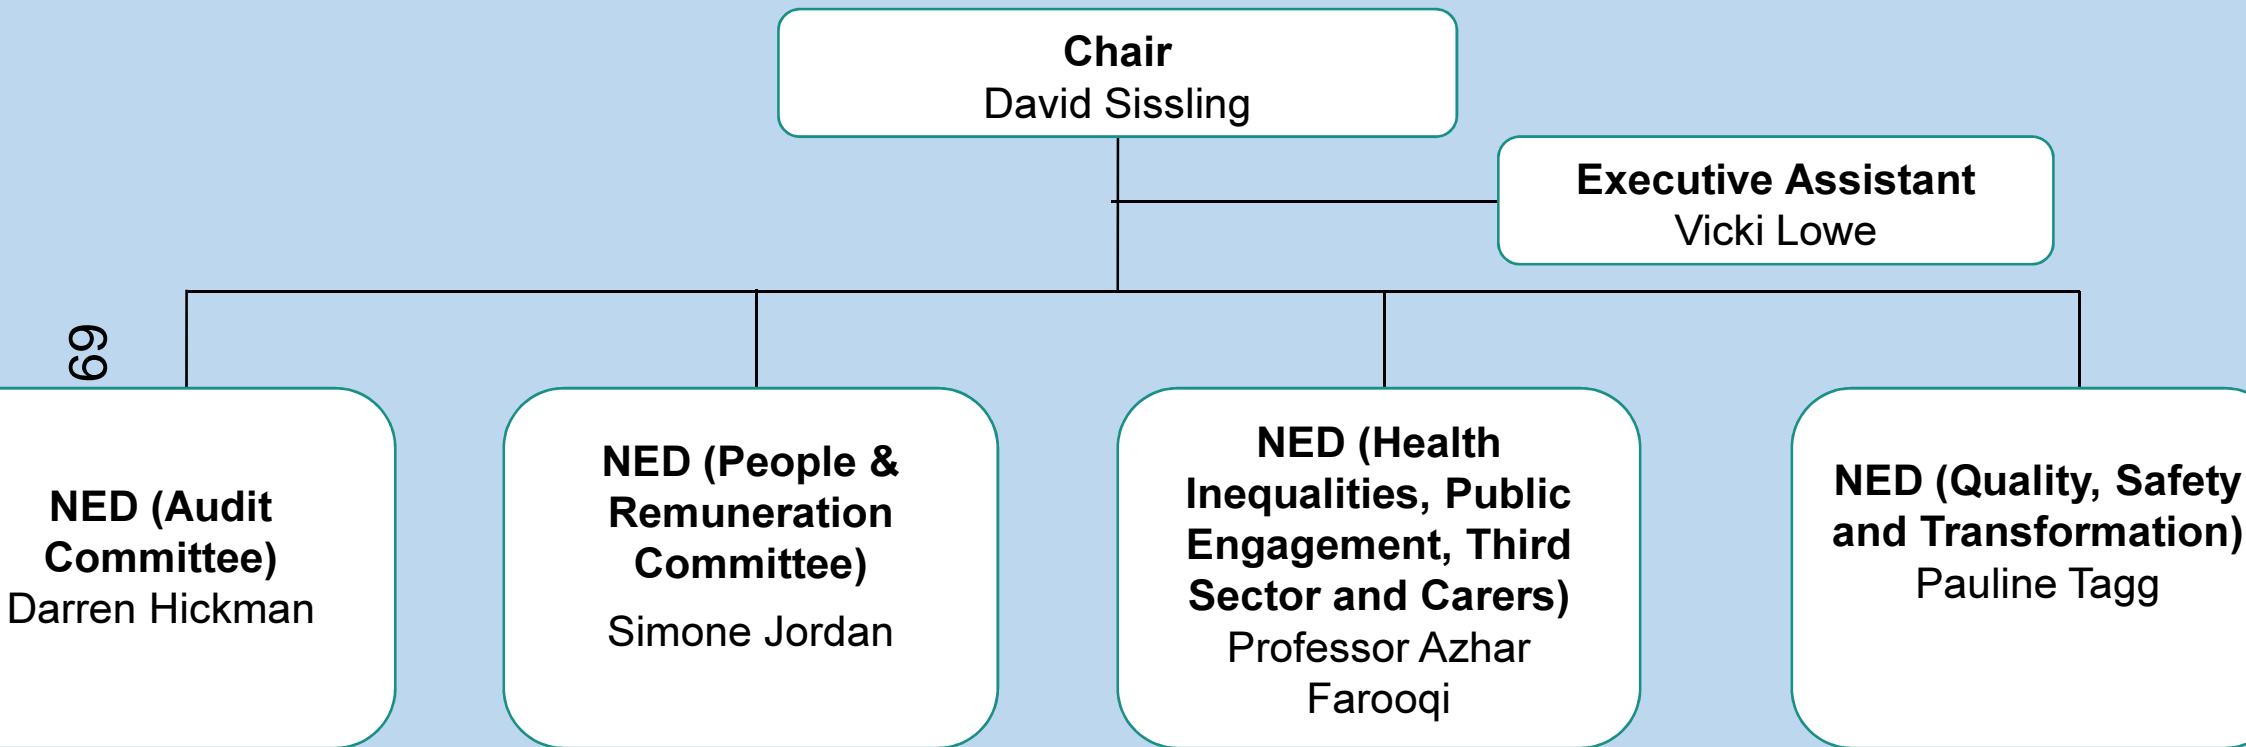 Chair
David Sissling
Executive Assistant
Vicki Lowe
69
NED (Audit
Committee)
Darren Hickman
NED (People &
Remuneration
Committee)
Simone Jordan
NED (Health
Inequalities, Public
Engagement, Third
Sector and Carers)
Professor Azhar
Farooqi
NED (Quality, Safety
and Transformation)
Pauline Tagg